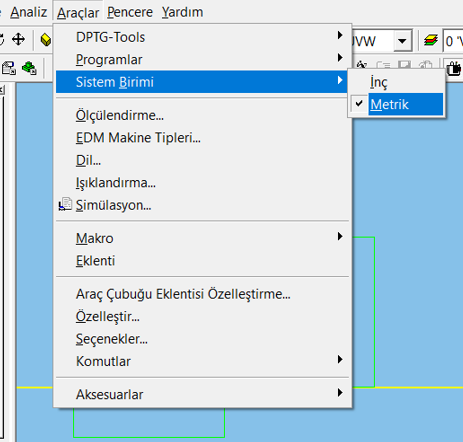 Analiz Araçlar Pencere Yardım
DPTG-Tools
Programlar
UVW
0 'V
Sistem Birimi
İnç
Metrik
Ölçülendirme...
EDM Makine Tipleri...
Dil...
Işıklandırma...
Simülasyon...
Makro
Eklenti
Araç Çubuğu Eklentisi Özelleştirme...
Özelleştir...
Seçenekler...
Komutlar
Aksesuarlar